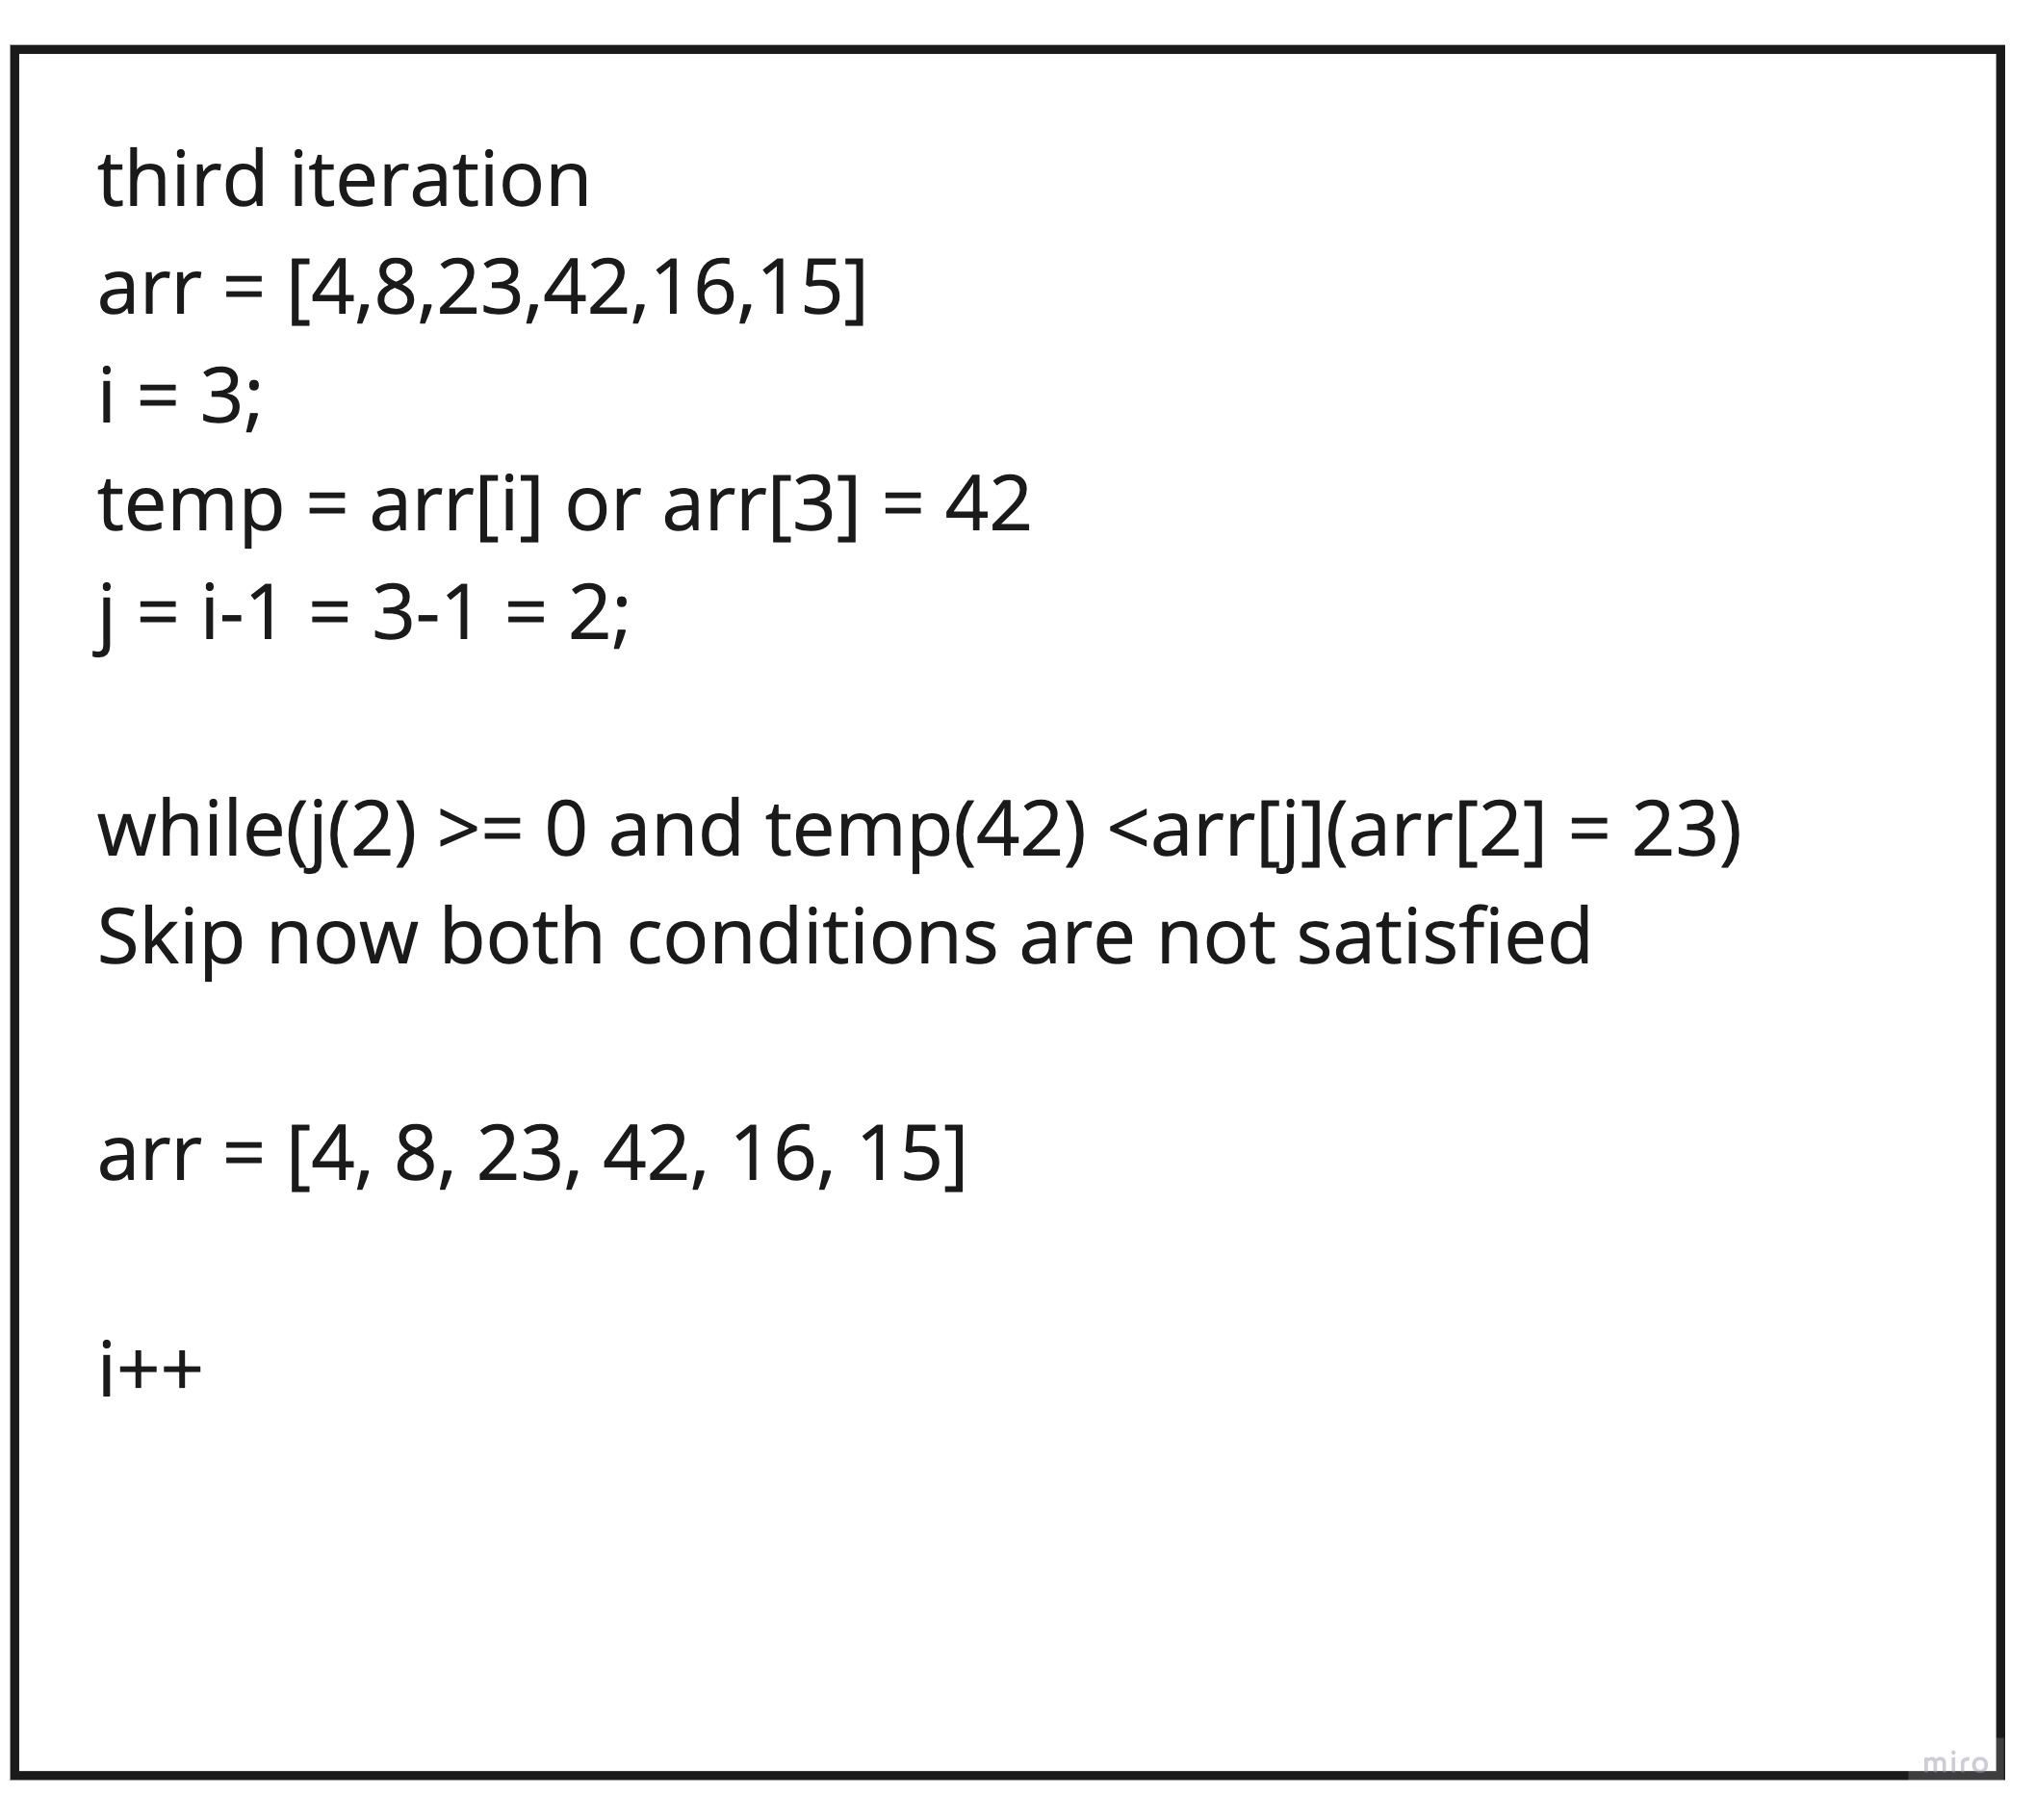 third iteration
arr = [4,8,23,42,16,15]
i = 3;
temp = arr[i] or arr[3] = 42
j = i-1 = 3-1 = 2;
while(j(2) >= 0 and temp(42) <arr[j](arr[2] = 23)
Skip now both conditions are not satisfied
arr = [4, 8, 23, 42, 16, 15]
i++
miro